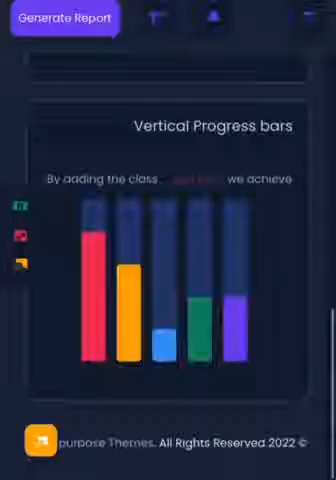 Generate Report
Vertical Progress bars
By adding the class we achieve
purpose Themes. All Rights Reserved 2022 ©